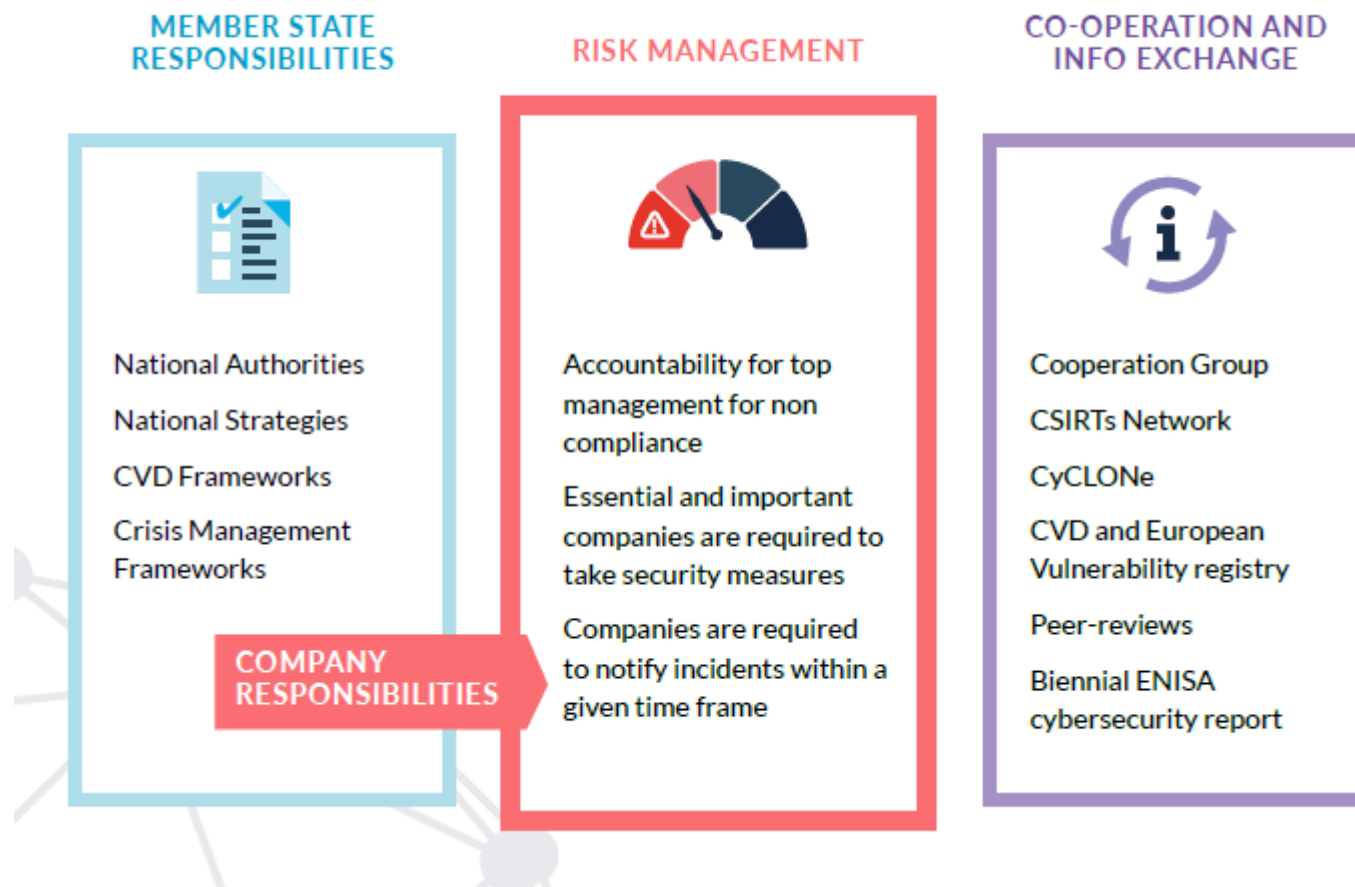 MEMBER STATE
RESPONSIBILITIES
National Authorities
National Strategies
CVD Frameworks
Crisis Management
Frameworks
COMPANY
RESPONSIBILITIES
RISK MANAGEMENT
Accountability for top
management for non
compliance
Essential and important
companies are required to
take security measures
Companies are required
to notify incidents within a
given time frame
CO-OPERATION AND
INFO EXCHANGE
i
Cooperation Group
CSIRTs Network
CyCLONe
CVD and European
Vulnerability registry
Peer-reviews
Biennial ENISA
cybersecurity report